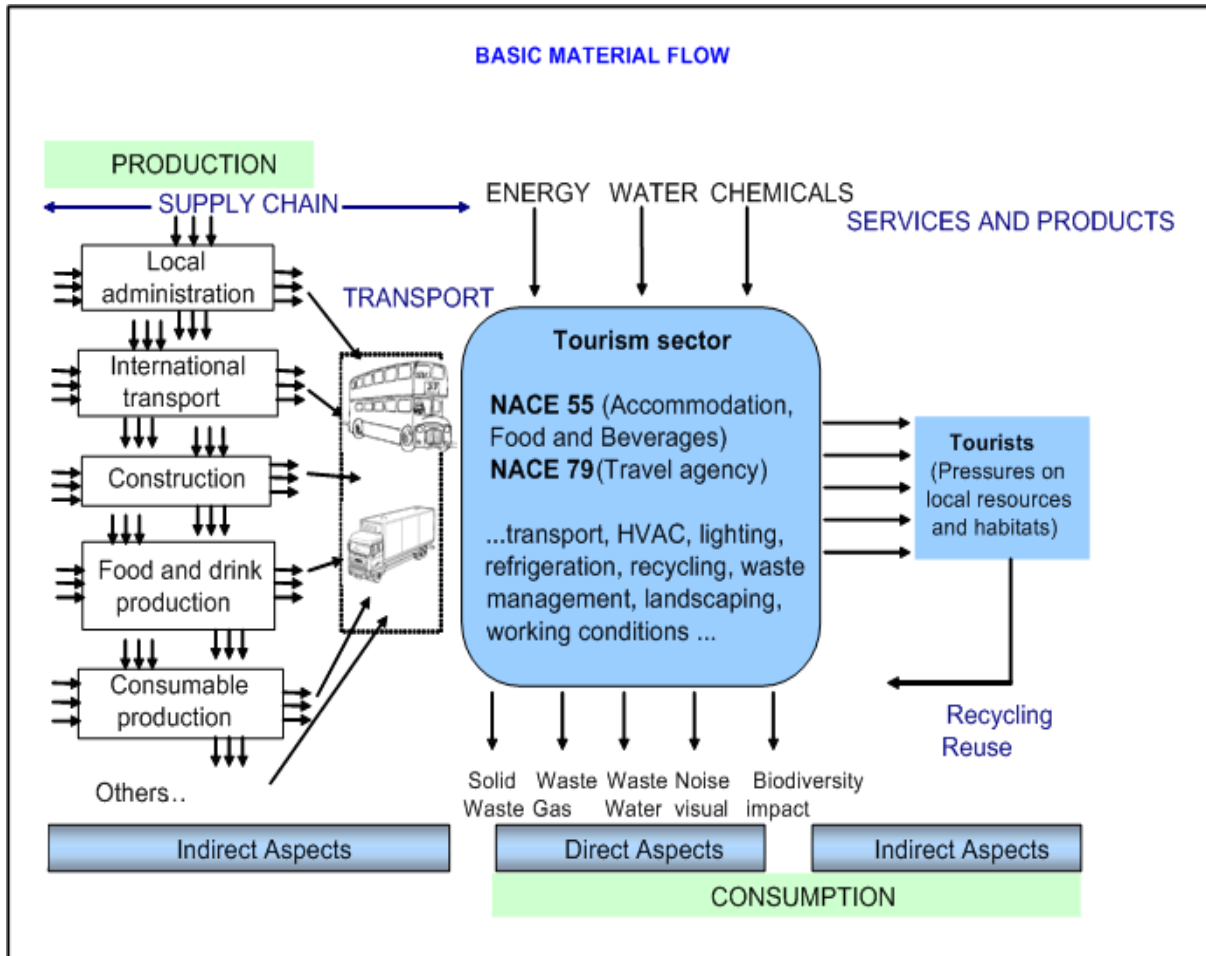 BASIC MATERIAL FLOW
PRODUCTION
SUPPLY CHAIN
Local
administration
International
transport
Construction
Food and drink
production
Consumable
production
Others..
TRANSPORT
ENERGY WATER CHEMICALS
SERVICES AND PRODUCTS
Tourism sector
NACE 55 (Accommodation,
Food and Beverages)
NACE 79(Travel agency)
...transport, HVAC, lighting,
refrigeration, recycling, waste
management, landscaping,
working conditions ...
Tourists
(Pressures on
local resources
and habitats)
Recycling
Reuse
Solid
Waste
Waste
Gas
Waste
Water
Noise
visual
Biodiversity
impact
Indirect Aspects
Direct Aspects
Indirect Aspects
CONSUMPTION